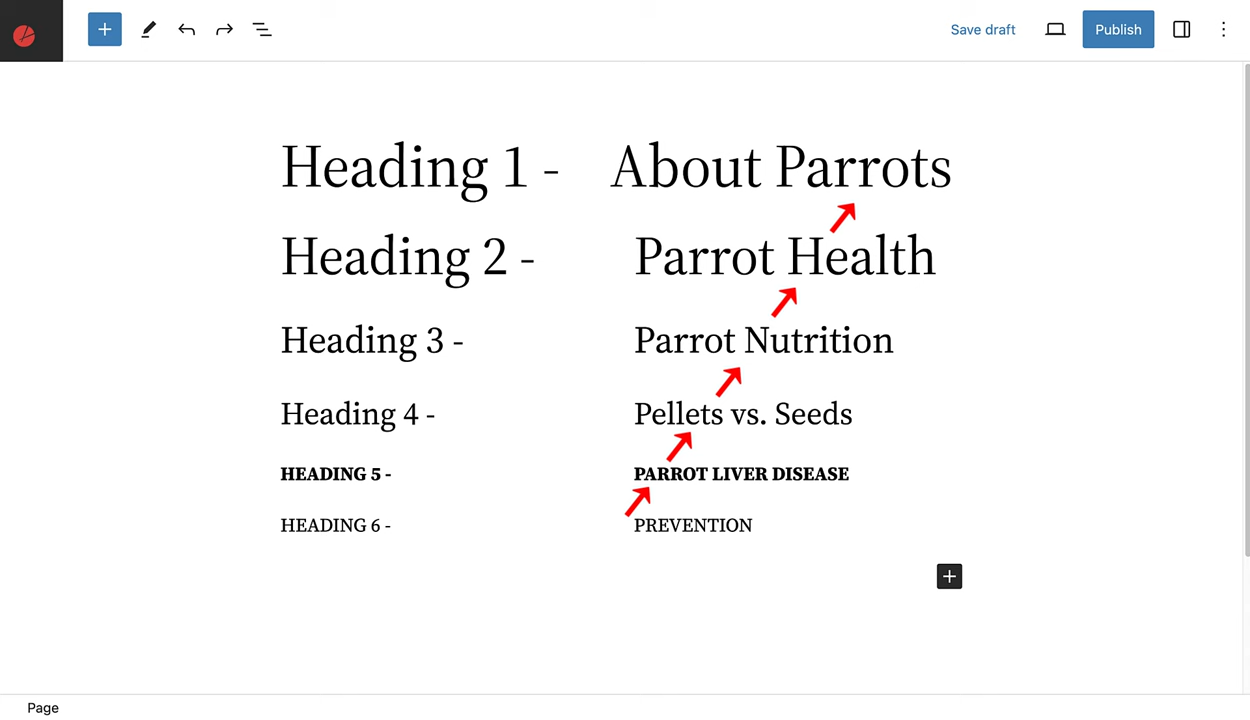 Save draft
Publish
Heading 1 - About Parrots
Heading 2 - Parrot Health
Heading 3 - Parrot Nutrition
Heading 4 - Pellets vs. Seeds
HEADING 5 - PARROT LIVER DISEASE
HEADING 6 - PREVENTION
Page